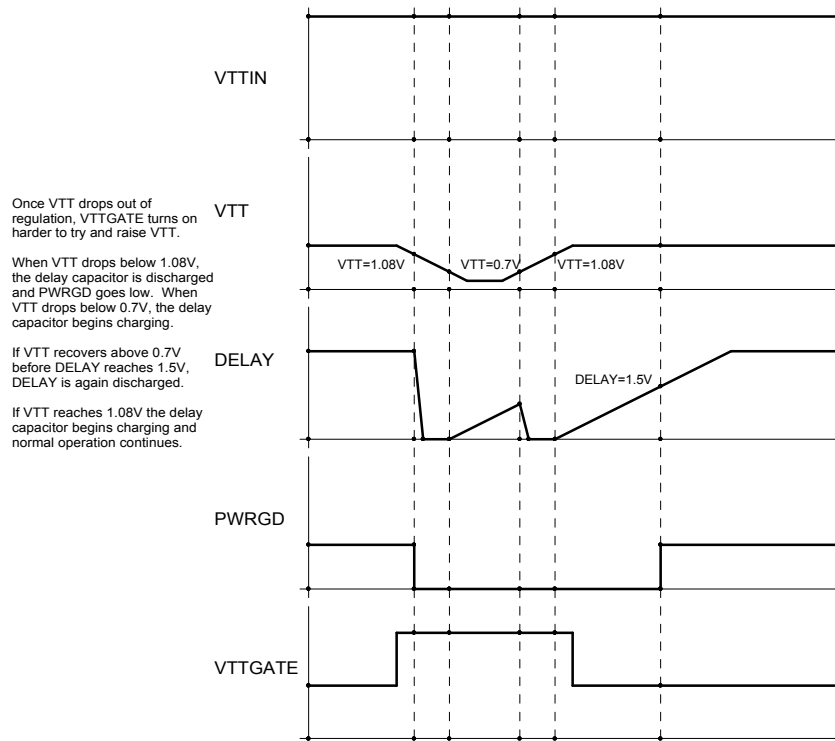 VTTIN
Once VTT drops out of
regulation, VTTGATE turns on
harder to try and raise VTT.
When VTT drops below 1.08V,
the delay capacitor is discharged
and PWRGD goes low. When
VTT drops below 0.7V, the delay
capacitor begins charging.
If VTT recovers above 0.7V
before DELAY reaches 1.5V,
DELAY is again discharged.
If VTT reaches 1.08V the delay
capacitor begins charging and
normal operation continues.
VTT
VTT=1.08V
VTT=0.7V
VTT=1.08V
DELAY
DELAY=1.5V
PWRGD
VTTGATE